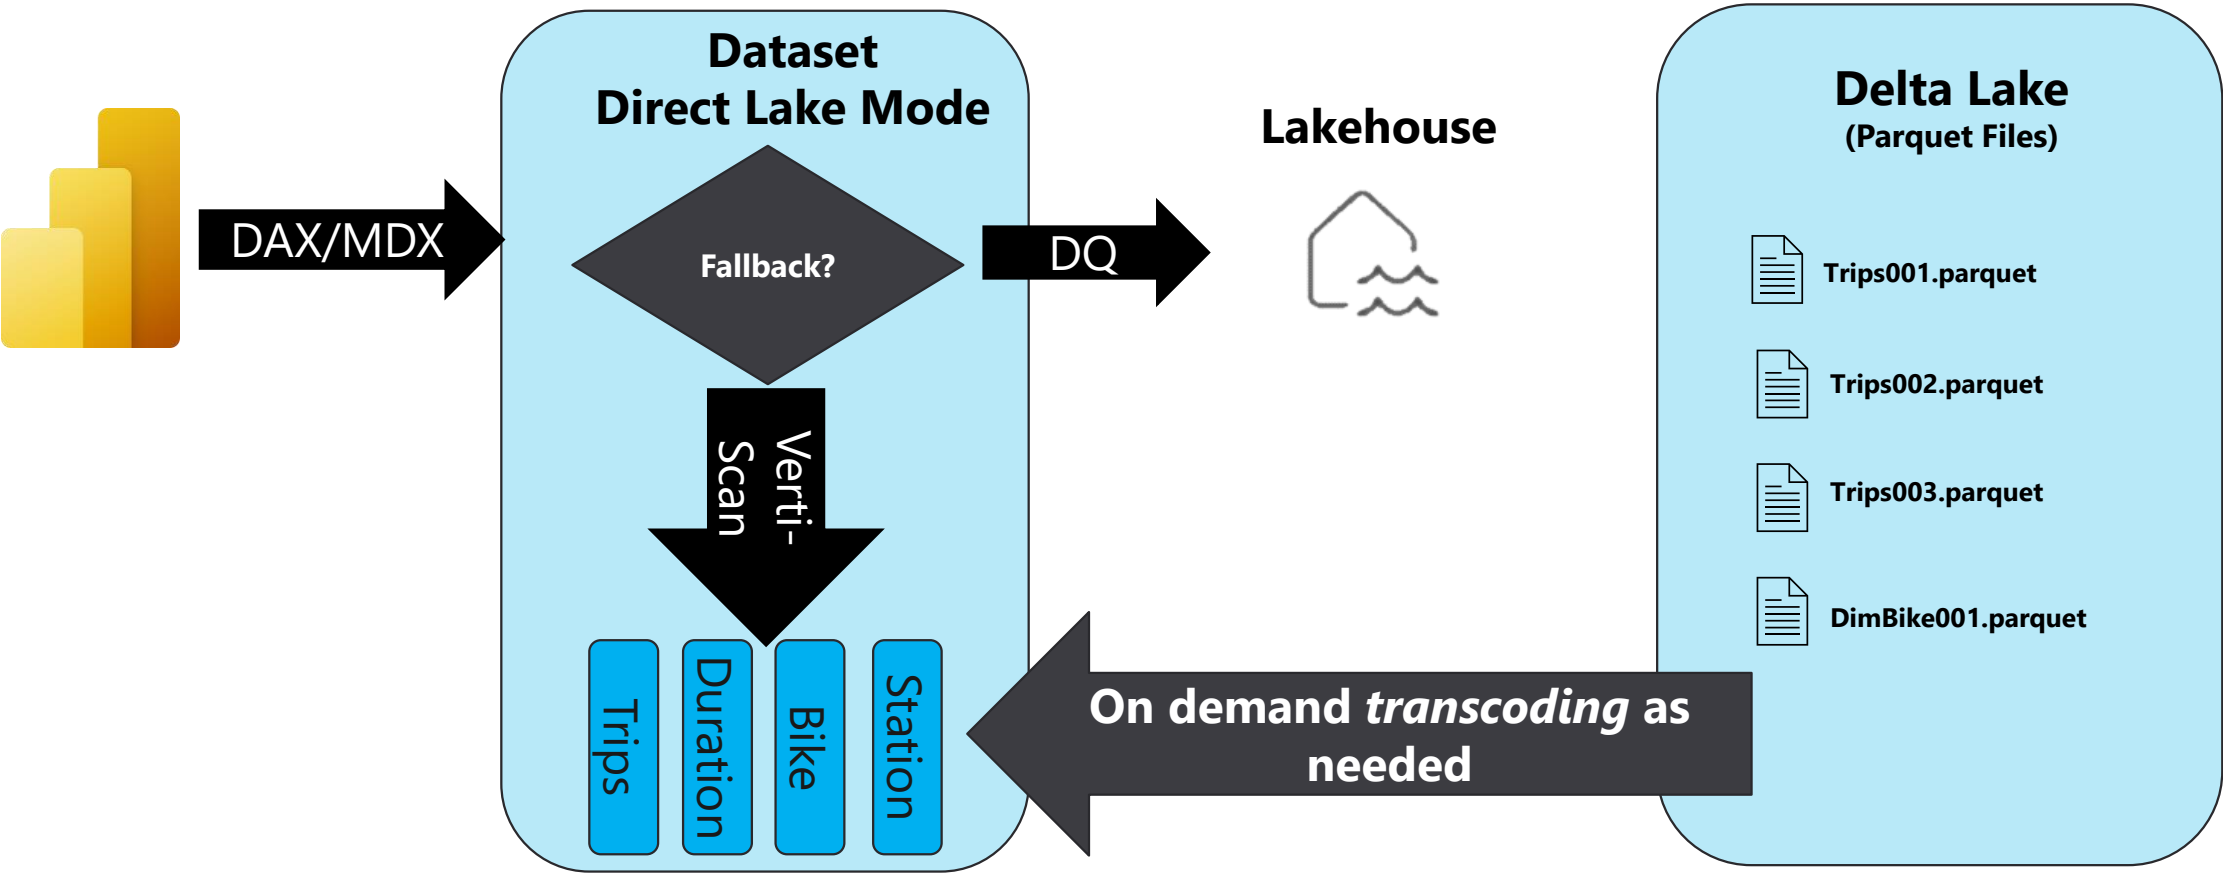 Dataset
Direct Lake Mode
DAX/MDX
Fallback?
DQ
Lakehouse
Verti-
Scan
Trips
Duration
Bike
Station
Delta Lake
(Parquet Files)
Trips001.parquet
Trips002.parquet
Trips003.parquet
DimBike001.parquet
On demand transcoding as
needed